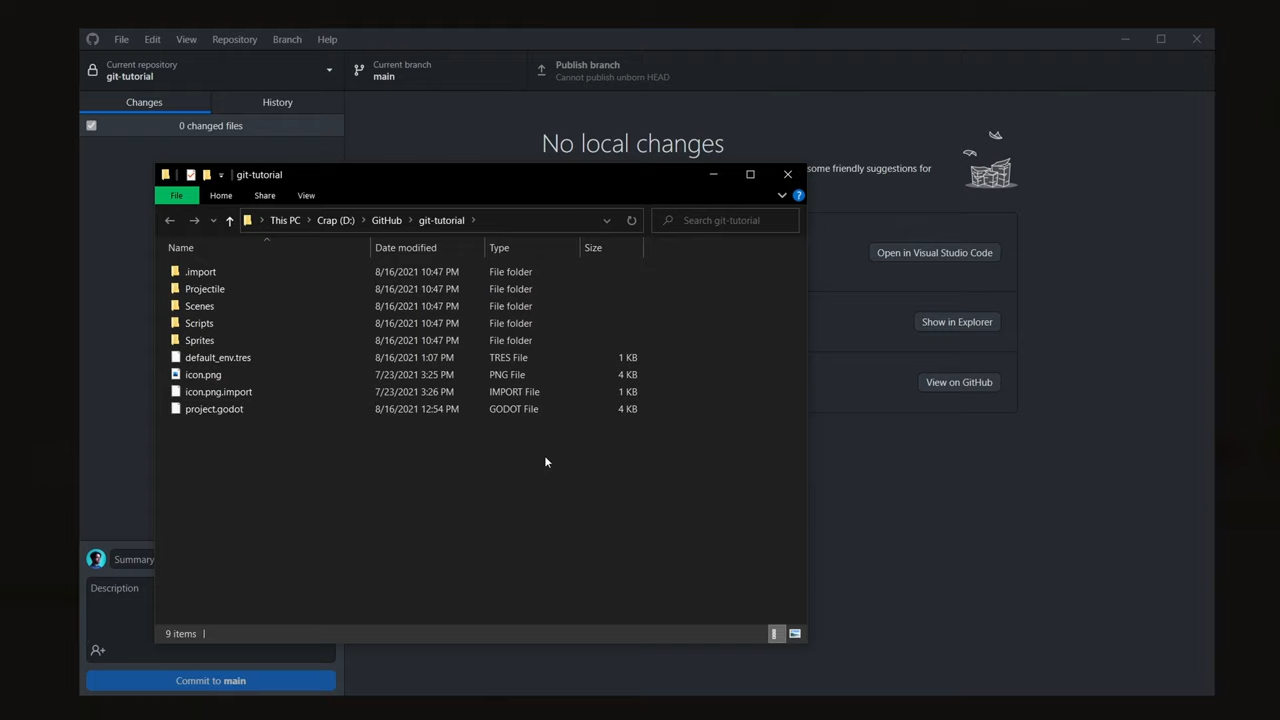 File Edit View Repository Branch Help
Current repository
git-tutorial
Current branch
main
Publish branch
Cannot publish unborn HEAD
Changes History
0 changed files
No local changes
some friendly suggestions for
Open in Visual Studio Code
Show in Explorer
View on GitHub
git-tutorial
File Home Share View
This PC Crap (D:) GitHub git-tutorial
Search git-tutorial
Name Date modified Type Size
.import 8/16/2021 10:47 PM File folder
Projectile 8/16/2021 10:47 PM File folder
Scenes 8/16/2021 10:47 PM File folder
Scripts 8/16/2021 10:47 PM File folder
Sprites 8/16/2021 10:47 PM File folder
default_env.tres 8/16/2021 1:07 PM TRES File 1 KB
icon.png 7/23/2021 3:25 PM PNG File 4 KB
icon.png.import 7/23/2021 3:26 PM IMPORT File 1 KB
project.godot 8/16/2021 12:54 PM GODOT File 4 KB
9 items
Summary
Description
Commit to main